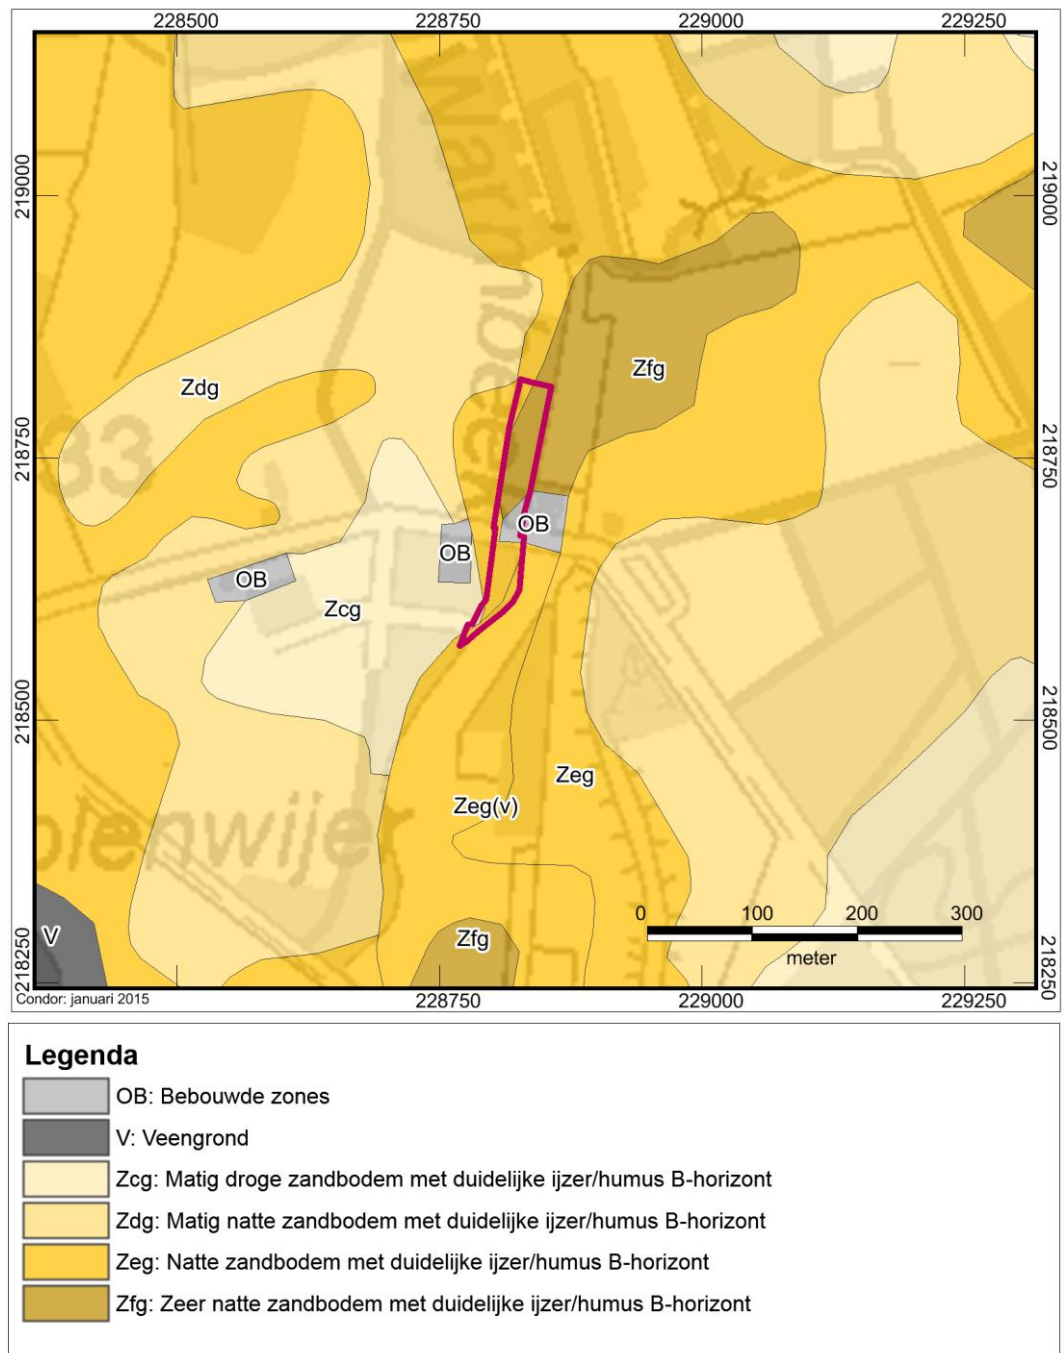 228500 228750 229000 229250
219000 219000
Zfg
Zdg
33
218750 218750
OB
OB
OB
Zcg
218500 218500
Zeg
Zeg(v)
olenwijer
0 100 200 300
V
Zfg
meter
218250 218250
Condor: januari 2015
228750 229000 229250
Legenda
OB: Bebouwde zones
V: Veengrond
Zcg: Matig droge zandbodem met duidelijke ijzer/humus B-horizont
Zdg: Matig natte zandbodem met duidelijke ijzer/humus B-horizont
Zeg: Natte zandbodem met duidelijke ijzer/humus B-horizont
Zfg: Zeer natte zandbodem met duidelijke ijzer/humus B-horizont